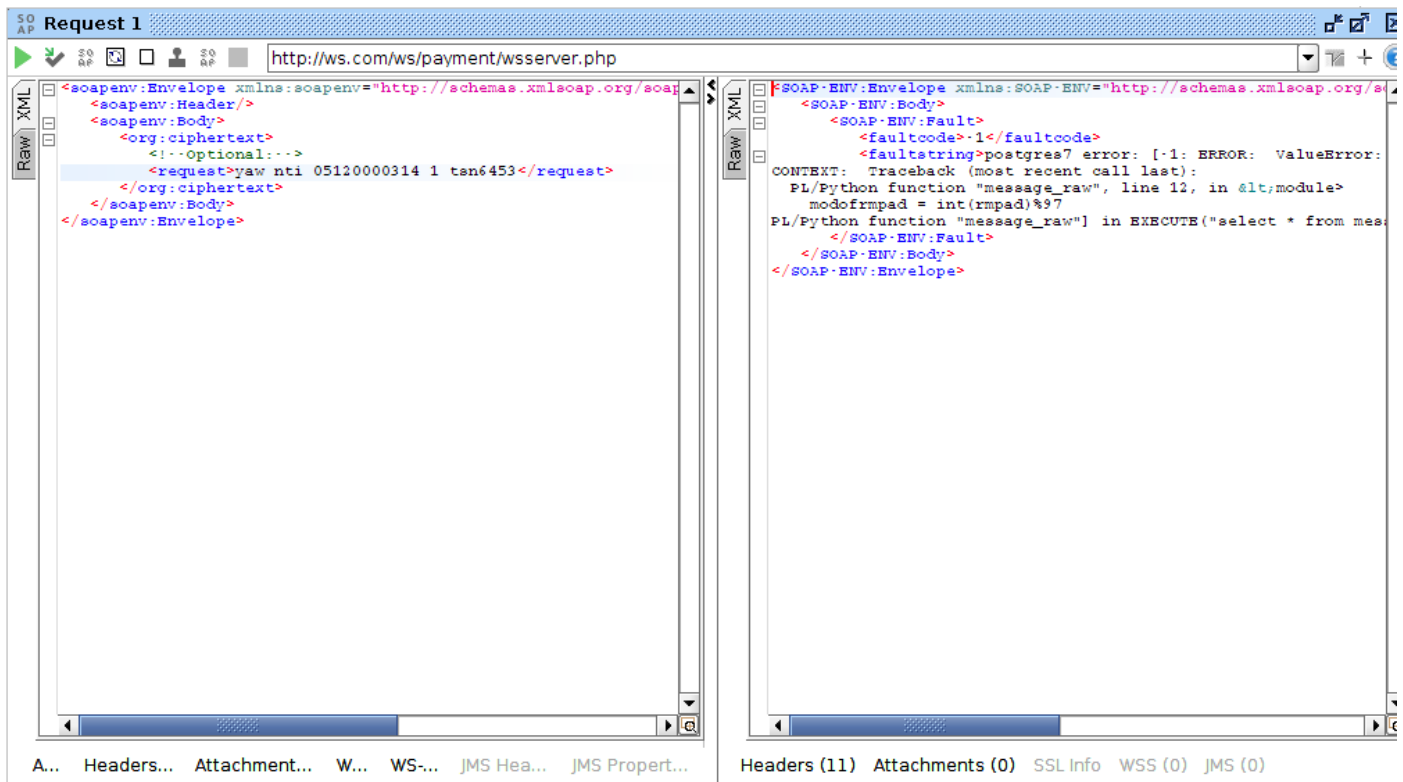 SOAP Request 1
http://ws.com/ws/payment/wsserver.php
XML
Raw
<soapenv:Envelope xmlns:soapenv="http://schemas.xmlsoap.org/soap
<soapenv:Header/>
<soapenv:Body>
<org:ciphertext>
<!--Optional:-->
<request>yaw nti 05120000314 1 tsn6453</request>
</org:ciphertext>
</soapenv:Body>
</soapenv:Envelope>
XML
Raw
<SOAP-ENV:Envelope xmlns:SOAP-ENV="http://schemas.xmlsoap.org/so
<SOAP-ENV:Body>
<SOAP-ENV:Fault>
<faultcode>-1</faultcode>
<faultstring>postgres7 error: [-1: ERROR:  ValueError:
CONTEXT:  Traceback (most recent call last):
PL/Python function "message_raw", line 12, in &lt;module>
modofrmpad = int(rmpad)%97
PL/Python function "message_raw"] in EXECUTE("select * from mes
</SOAP-ENV:Fault>
</SOAP-ENV:Body>
</SOAP-ENV:Envelope>
A... Headers... Attachment... W... WS-... JMS Hea... JMS Propert...
Headers (11) Attachments (0) SSL Info WSS (0) JMS (0)